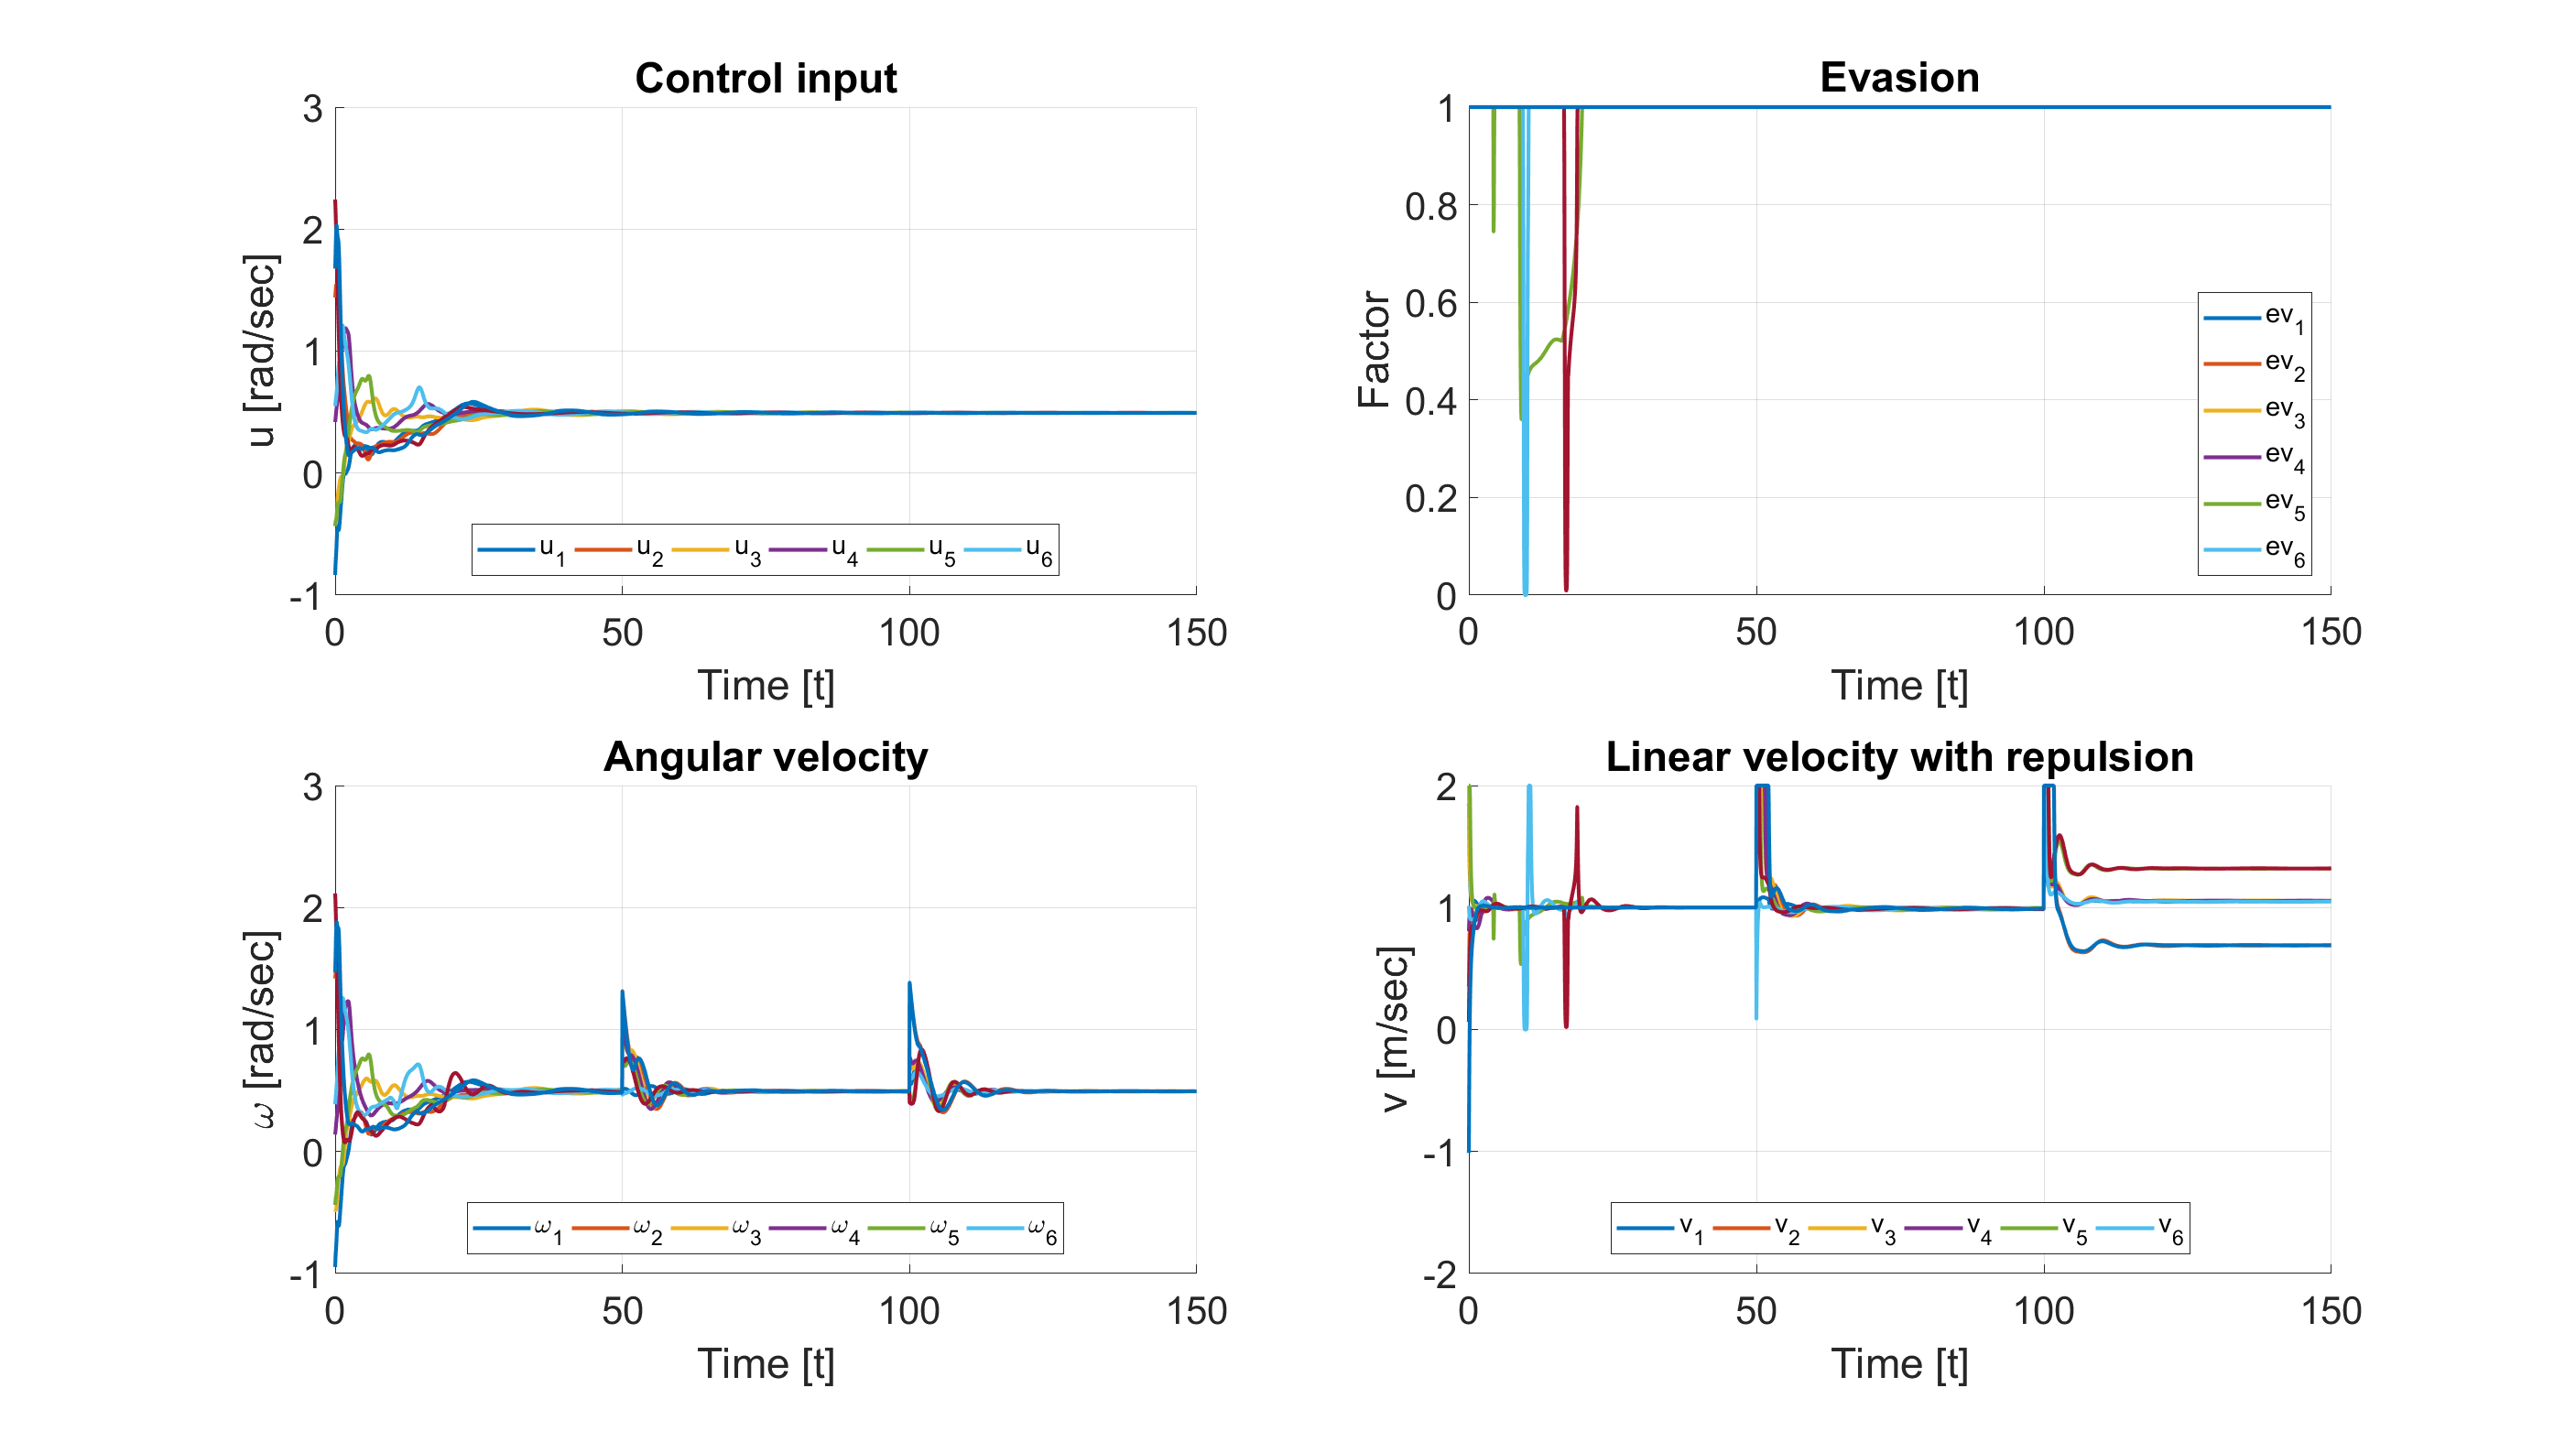 Control input
3
2
1
0
-1
u [rad/sec]
u1 u2 u3 u4 u5 u6
0 50 100 150
Time [t]
Evasion
1
0.8
0.6
0.4
0.2
0
Factor
ev1
ev2
ev3
ev4
ev5
ev6
0 50 100 150
Time [t]
Angular velocity
3
2
1
0
-1
ω [rad/sec]
ω1 ω2 ω3 ω4 ω5 ω6
0 50 100 150
Time [t]
Linear velocity with repulsion
2
1
0
-1
-2
v [m/sec]
v1 v2 v3 v4 v5 v6
0 50 100 150
Time [t]